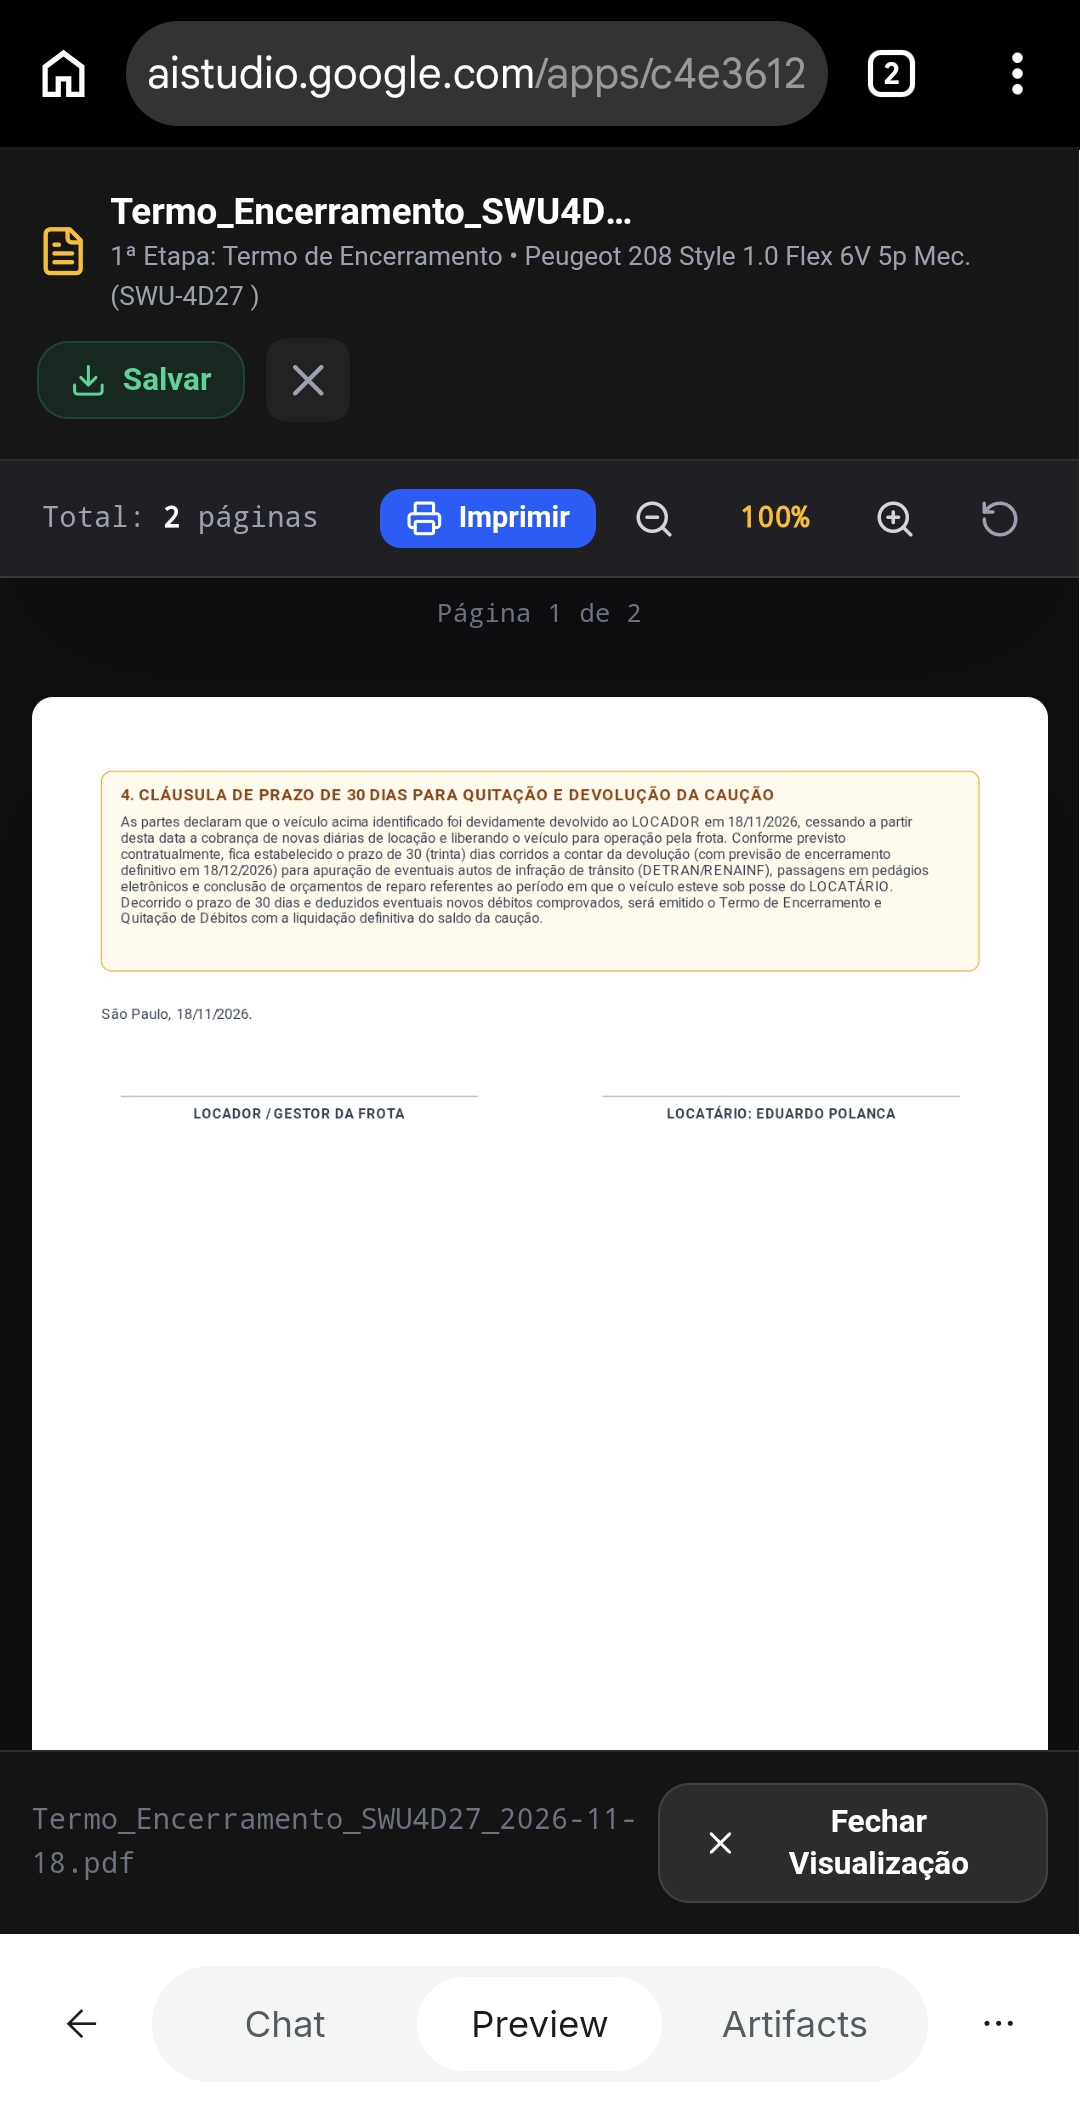 aistudio.google.com/apps/c4e3612
2
Termo_Encerramento_SWU4D...
1ª Etapa: Termo de Encerramento • Peugeot 208 Style 1.0 Flex 6V 5p Mec.
(SWU-4D27 )
Salvar
Total: 2 páginas
Imprimir
100%
Página 1 de 2
4. CLÁUSULA DE PRAZO DE 30 DIAS PARA QUITAÇÃO E DEVOLUÇÃO DA CAUÇÃO
As partes declaram que o veículo acima identificado foi devidamente devolvido ao LOCADOR em 18/11/2026, cessando a partir
desta data a cobrança de novas diárias de locação e liberando o veículo para operação pela frota. Conforme previsto
contratualmente, fica estabelecido o prazo de 30 (trinta) dias corridos a contar da devolução (com previsão de encerramento
definitivo em 18/12/2026) para apuração de eventuais autos de infração de trânsito (DETRAN/RENAINF), passagens em pedágios
eletrônicos e conclusão de orçamentos de reparo referentes ao período em que o veículo esteve sob posse do LOCATÁRIO.
Decorrido o prazo de 30 dias e deduzidos eventuais novos débitos comprovados, será emitido o Termo de Encerramento e
Quitação de Débitos com a liquidação definitiva do saldo da caução.
São Paulo, 18/11/2026.
LOCADOR / GESTOR DA FROTA
LOCATÁRIO: EDUARDO POLANCA
Termo_Encerramento_SWU4D27_2026-11-
18.pdf
Fechar
Visualização
Chat
Preview
Artifacts